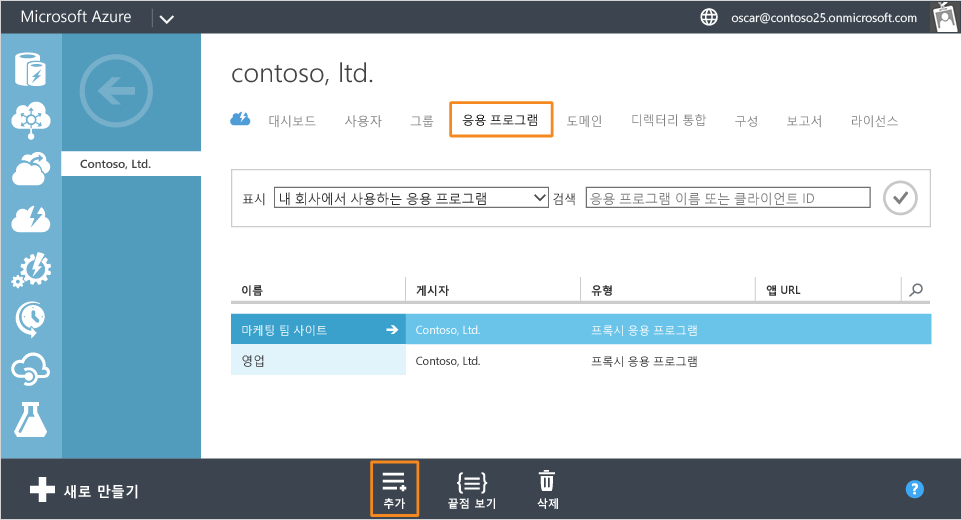 Microsoft Azure
oscar@contoso25.onmicrosoft.com
contoso, ltd.
대시보드 사용자 그룹 응용 프로그램 도메인 디렉터리 통합 구성 보고서 라이선스
Contoso, Ltd.
표시 내 회사에서 사용하는 응용 프로그램 검색 응용 프로그램 이름 또는 클라이언트 ID
이름 게시자 유형 앱 URL
마케팅 팀 사이트 Contoso, Ltd. 프록시 응용 프로그램
영업 Contoso, Ltd. 프록시 응용 프로그램
새로 만들기 추가 끝점 보기 삭제 ?